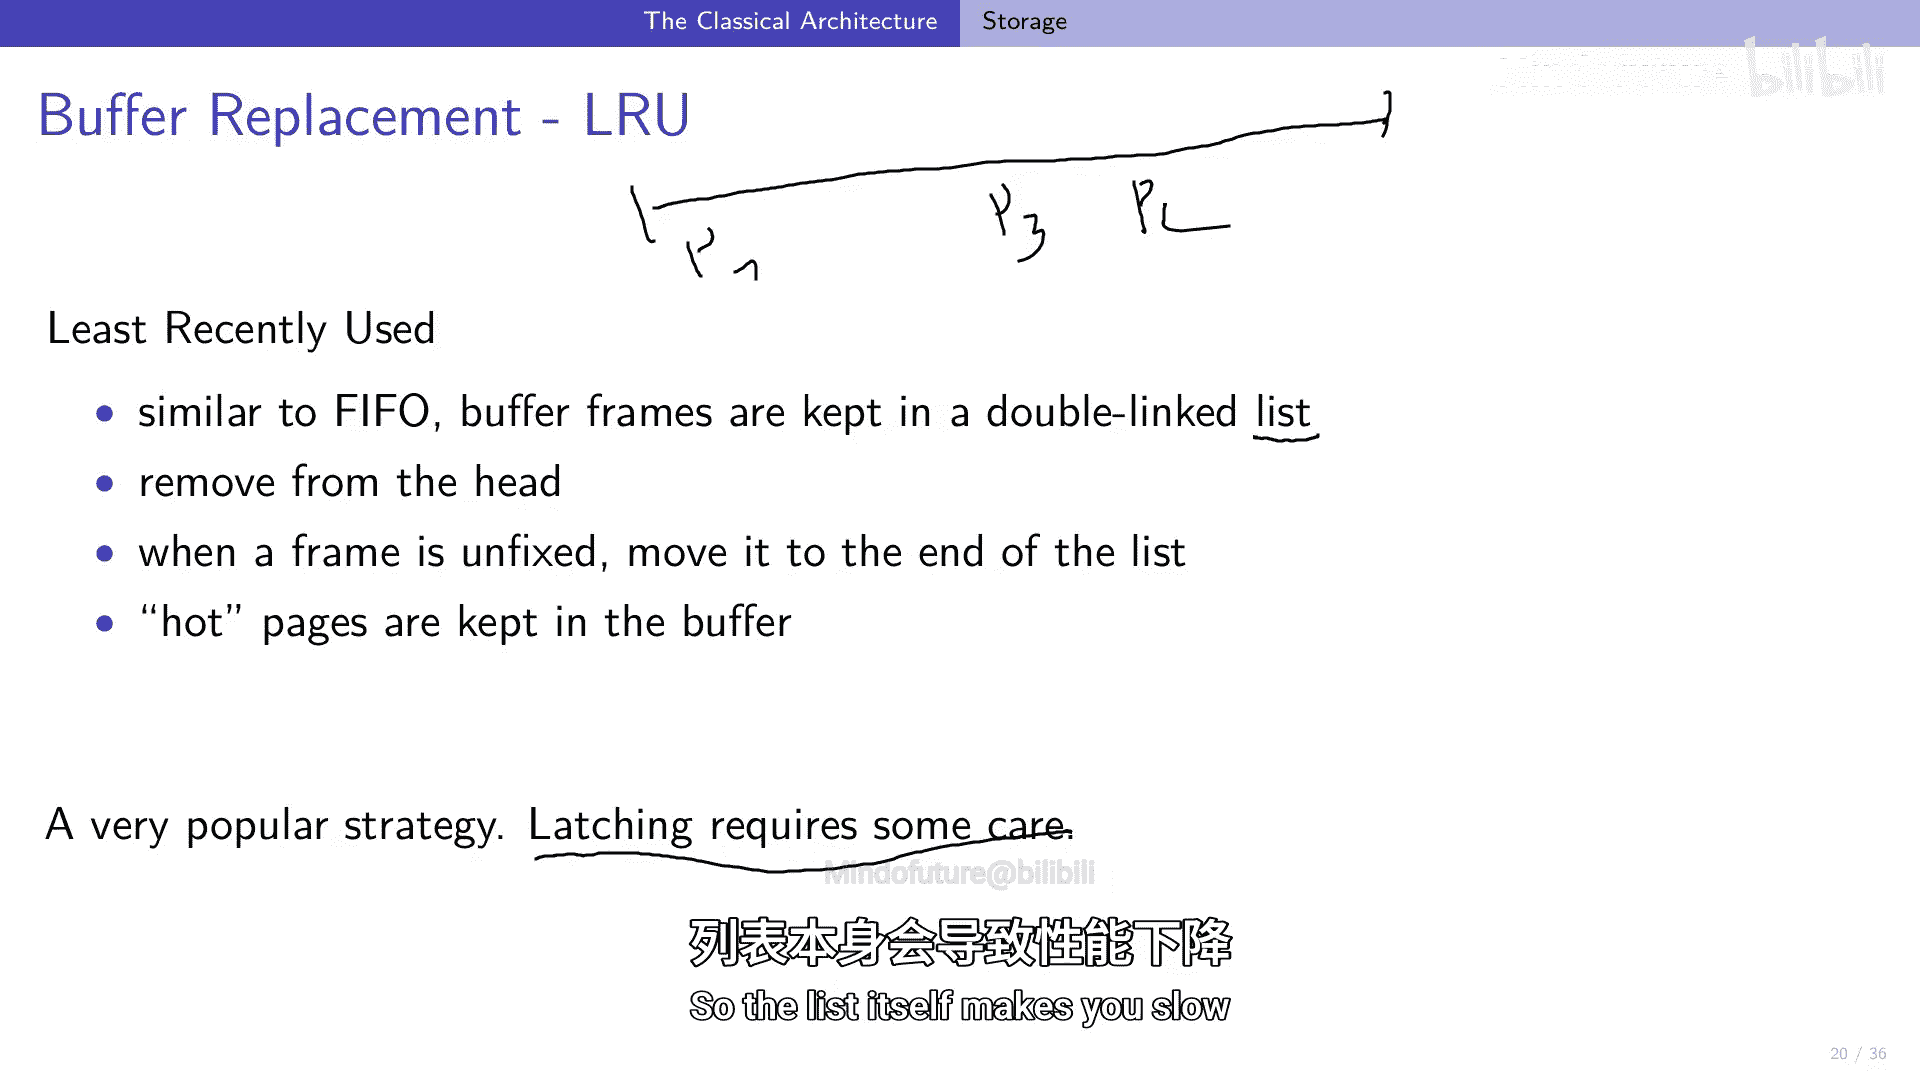 The Classical Architecture Storage
bilibili
Buffer Replacement - LRU
P1 P3 P2
Least Recently Used
• similar to FIFO, buffer frames are kept in a double-linked list
• remove from the head
• when a frame is unfixed, move it to the end of the list
• “hot” pages are kept in the buffer
A very popular strategy. Latching requires some care.
Mindofuture@bilibili
列表本身会导致性能下降
So the list itself makes you slow
20 / 36